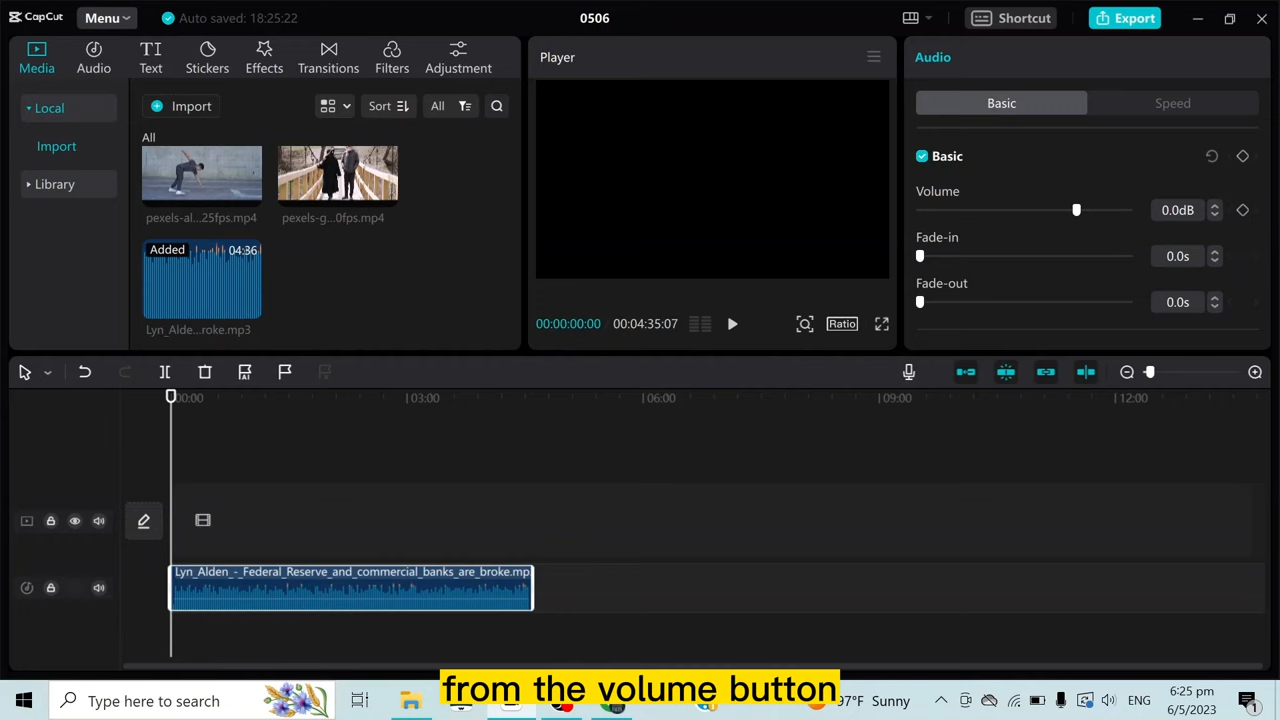 CapCut
Menu
Auto saved: 18:25:22
0506
Shortcut
Export
Media
Audio
Text
Stickers
Effects
Transitions
Filters
Adjustment
Local
Import
Library
Import
Sort
All
All
pexels-al...25fps.mp4
pexels-g...0fps.mp4
Added
04:36
Lyn_Alde...roke.mp3
Player
00:00:00:00
00:04:35:07
Ratio
Audio
Basic
Speed
Basic
Volume
0.0dB
Fade-in
0.0s
Fade-out
0.0s
00:00
03:00
06:00
09:00
12:00
Lyn_Alden_-_Federal_Reserve_and_commercial_banks_are_broke.mp
from the volume button
Type here to search
97°F Sunny
ENG
6:25 pm
6/5/2023
1